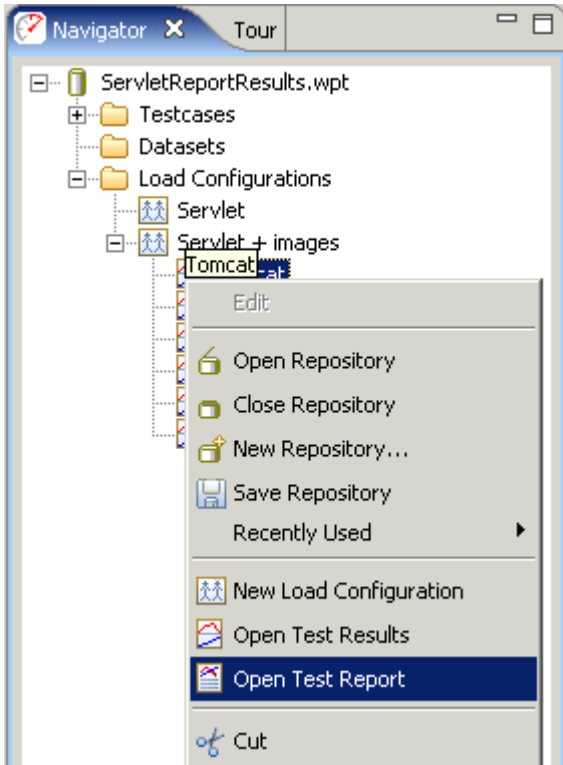 Navigator Tour
ServletReportResults.wpt
Testcases
Datasets
Load Configurations
Servlet
Servlet + images
Tomcat
Edit
Open Repository
Close Repository
New Repository...
Save Repository
Recently Used
New Load Configuration
Open Test Results
Open Test Report
Cut